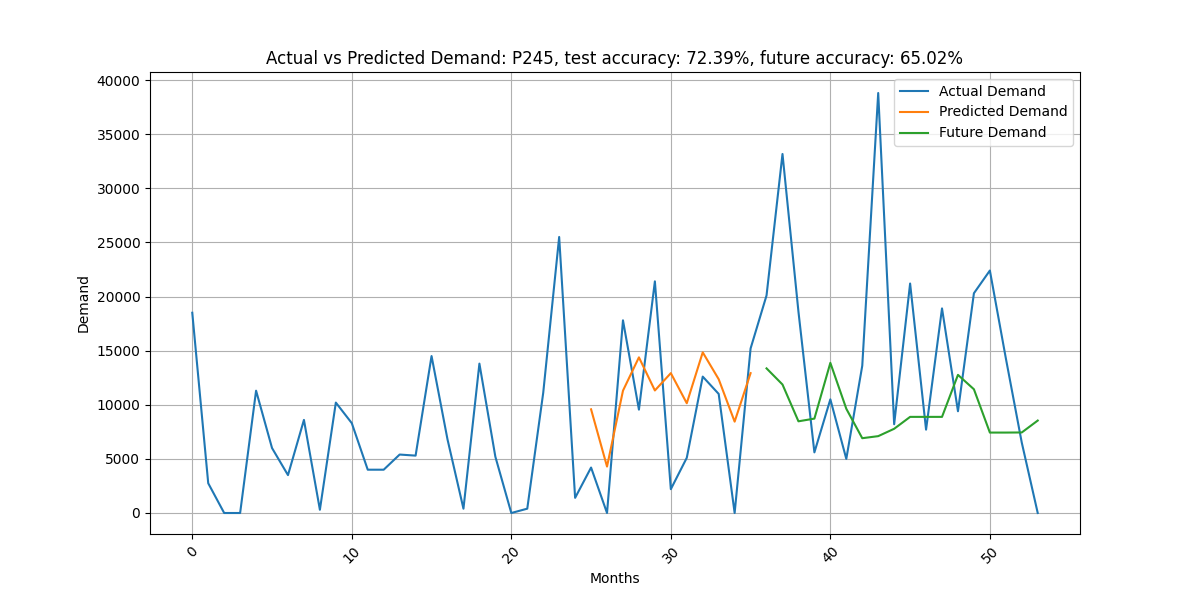 Actual vs Predicted Demand: P245, test accuracy: 72.39%, future accuracy: 65.02%
40000
35000
30000
25000
20000
15000
10000
5000
0
Demand
Actual Demand
Predicted Demand
Future Demand
0
10
20
30
40
50
Months